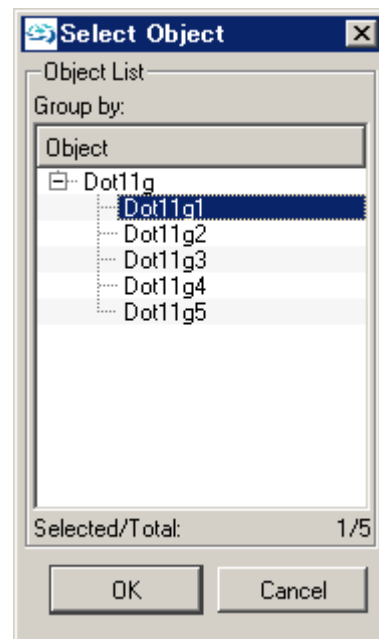 Select Object
Object List
Group by:
Object
Dot11g
Dot11g1
Dot11g2
Dot11g3
Dot11g4
Dot11g5
Selected/Total: 1/5
OK Cancel